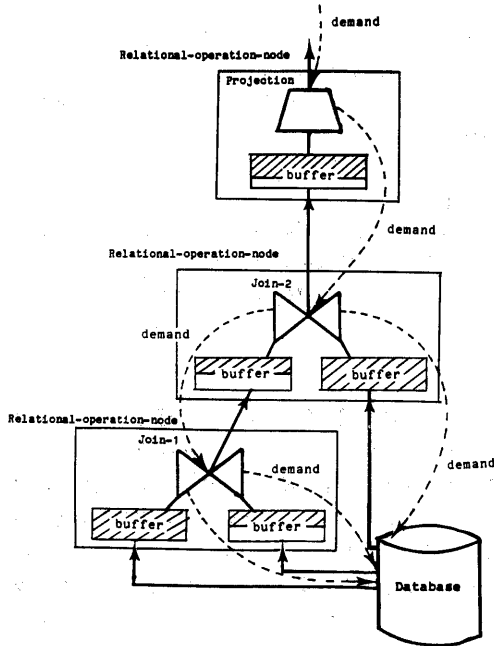 demand
Relational-operation-node
Projection
buffer
demand
Relational-operation-node
Join-2
demand
buffer
buffer
Relational-operation-node
Join-1
demand
demand
buffer
buffer
Database